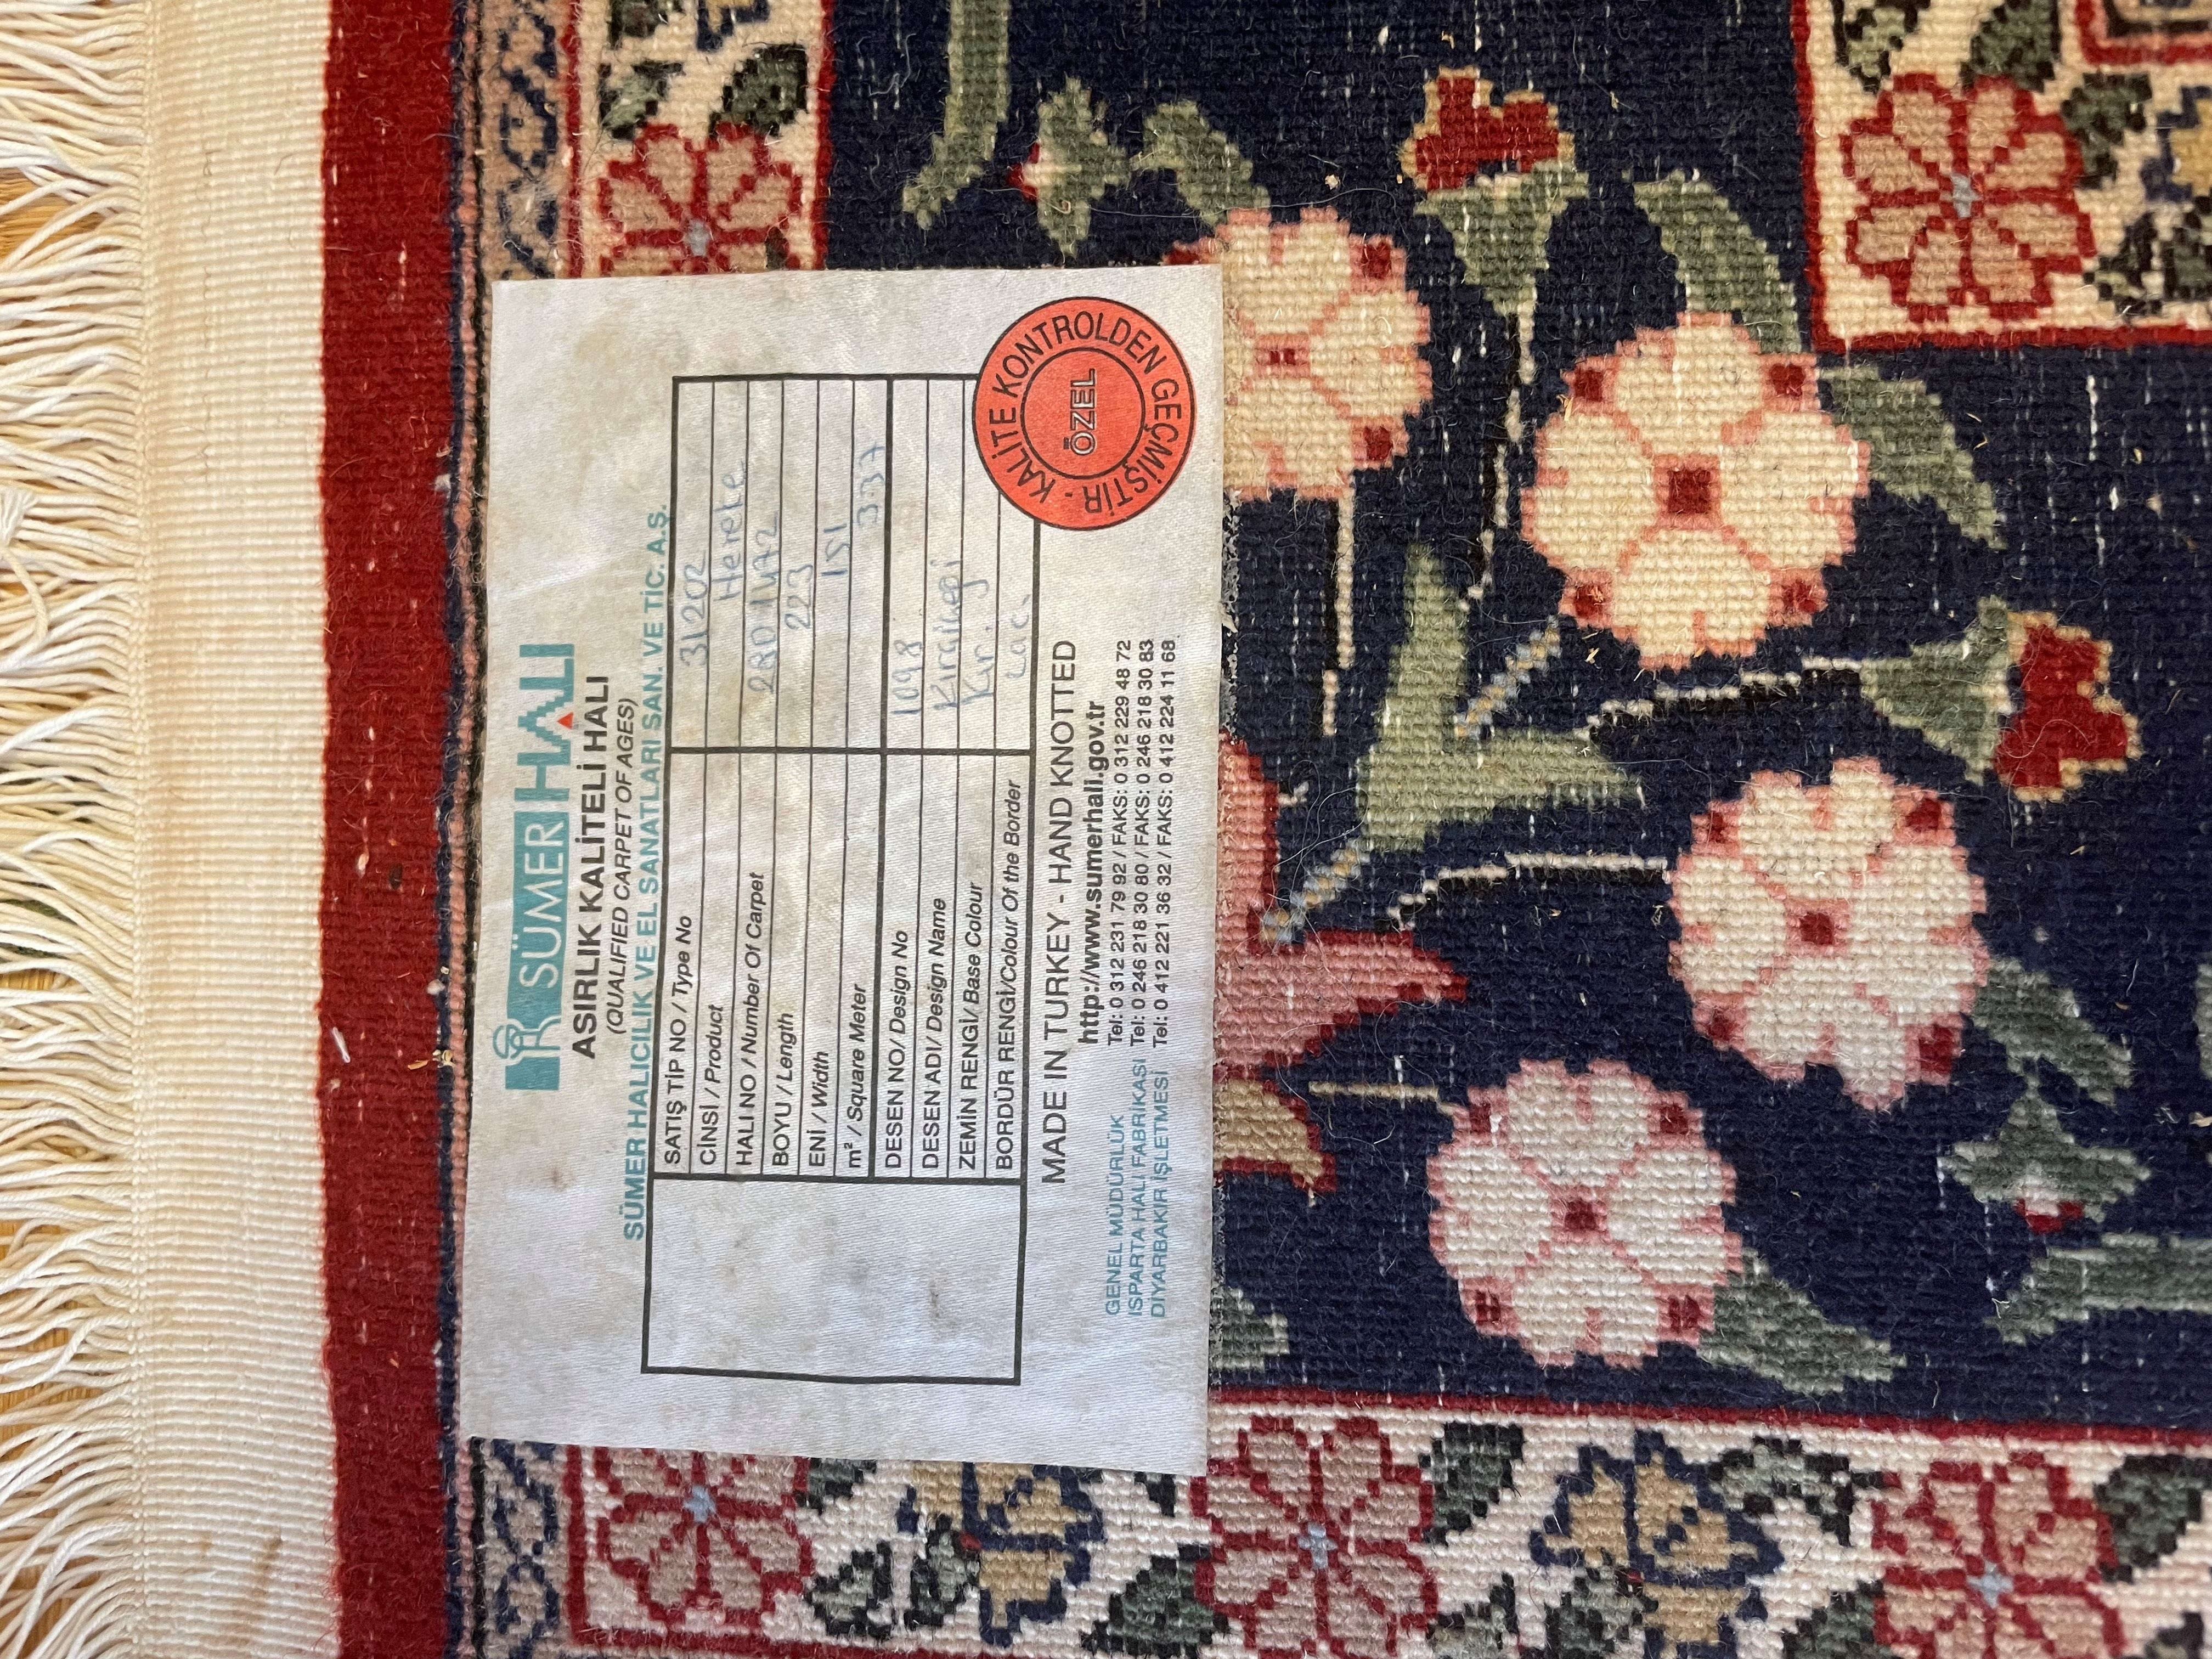 SÜMER HALI
ASIRLIK KALİTELİ HALI
(QUALIFIED CARPET OF AGES)
SÜMER HALICILIK VE EL SANATLARI SAN. VE TİC. A.Ş.
SATIŞ TİP NO / Type No 31202
CİNSİ / Product Hereke
HALI NO / Number Of Carpet 2801472
BOYU / Length 223
ENİ / Width 151
m² / Square Meter 3.37
DESEN NO/ Design No 1098
DESEN ADI/ Design Name
ZEMİN RENGİ/ Base Colour Kır.
BORDÜR RENGİ/Colour Of the Border Lac.
KALİTE KONTROLDEN GEÇMİŞTİR -
ÖZEL
MADE IN TURKEY - HAND KNOTTED
http://www.sumerhali.gov.tr
GENEL MÜDÜRLÜK Tel: 0 312 231 79 92 / FAKS: 0 312 229 48 72
ISPARTA HALI FABRİKASI Tel: 0 246 218 30 80 / FAKS: 0 246 218 30 83
DİYARBAKIR İŞLETMESİ Tel: 0 412 221 36 32 / FAKS: 0 412 224 11 68